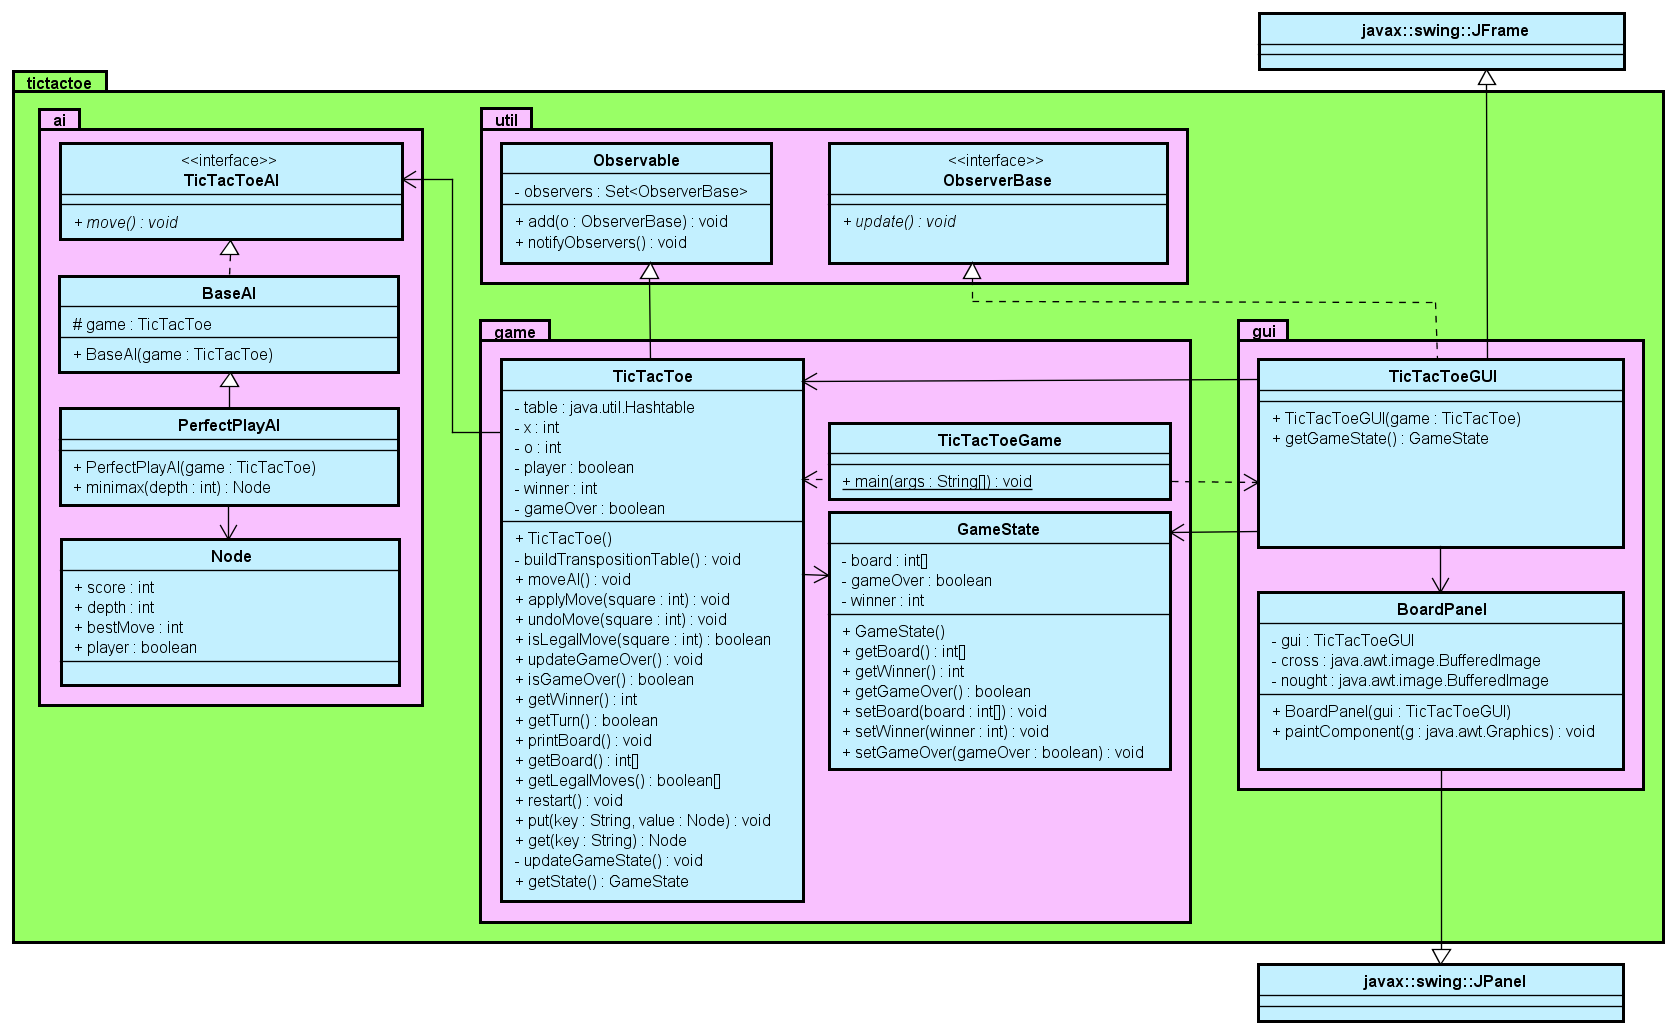 javax::swing::JFrame
tictactoe
ai
<<interface>>
TicTacToeAI
+ move() : void
BaseAI
# game : TicTacToe
+ BaseAI(game : TicTacToe)
PerfectPlayAI
+ PerfectPlayAI(game : TicTacToe)
+ minimax(depth : int) : Node
Node
+ score : int
+ depth : int
+ bestMove : int
+ player : boolean
util
Observable
- observers : Set<ObserverBase>
+ add(o : ObserverBase) : void
+ notifyObservers() : void
<<interface>>
ObserverBase
+ update() : void
game
TicTacToe
- table : java.util.Hashtable
- x : int
- o : int
- player : boolean
- winner : int
- gameOver : boolean
+ TicTacToe()
- buildTranspositionTable() : void
+ moveAI() : void
+ applyMove(square : int) : void
+ undoMove(square : int) : void
+ isLegalMove(square : int) : boolean
+ updateGameOver() : void
+ isGameOver() : boolean
+ getWinner() : int
+ getTurn() : boolean
+ printBoard() : void
+ getBoard() : int[]
+ getLegalMoves() : boolean[]
+ restart() : void
+ put(key : String, value : Node) : void
+ get(key : String) : Node
- updateGameState() : void
+ getState() : GameState
TicTacToeGame
+ main(args : String[]) : void
GameState
- board : int[]
- gameOver : boolean
- winner : int
+ GameState()
+ getBoard() : int[]
+ getWinner() : int
+ getGameOver() : boolean
+ setBoard(board : int[]) : void
+ setWinner(winner : int) : void
+ setGameOver(gameOver : boolean) : void
gui
TicTacToeGUI
+ TicTacToeGUI(game : TicTacToe)
+ getGameState() : GameState
BoardPanel
- gui : TicTacToeGUI
- cross : java.awt.image.BufferedImage
- nought : java.awt.image.BufferedImage
+ BoardPanel(gui : TicTacToeGUI)
+ paintComponent(g : java.awt.Graphics) : void
javax::swing::JPanel